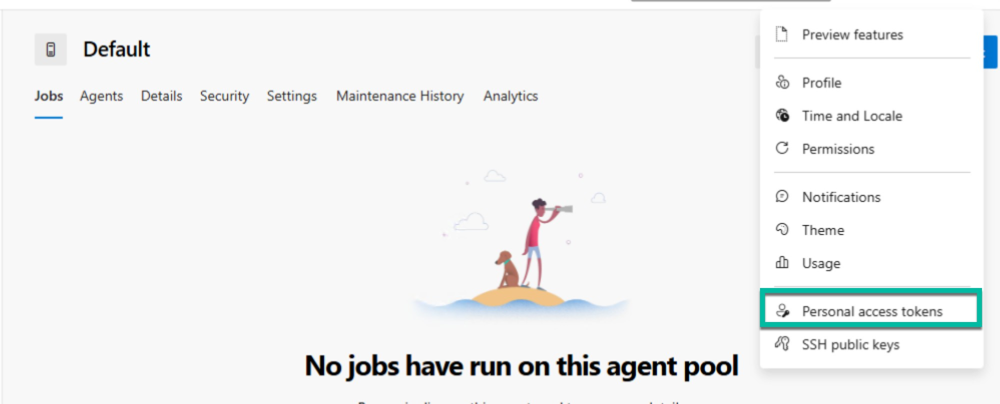 Default
Jobs Agents Details Security Settings Maintenance History Analytics
No jobs have run on this agent pool
Preview features
Profile
Time and Locale
Permissions
Notifications
Theme
Usage
Personal access tokens
SSH public keys